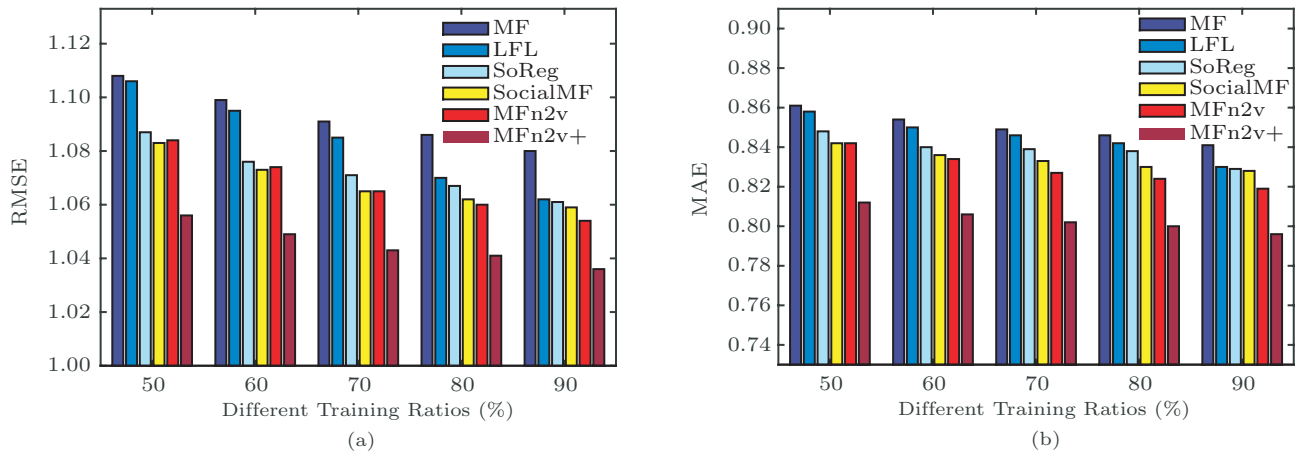 MF
LFL
SoReg
SocialMF
MFn2v
MFn2v+
1.12
1.10
1.08
1.06
1.04
1.02
1.00
RMSE
50 60 70 80 90
Different Training Ratios (%)
(a)
MF
LFL
SoReg
SocialMF
MFn2v
MFn2v+
0.90
0.88
0.86
0.84
0.82
0.80
0.78
0.76
0.74
MAE
50 60 70 80 90
Different Training Ratios (%)
(b)